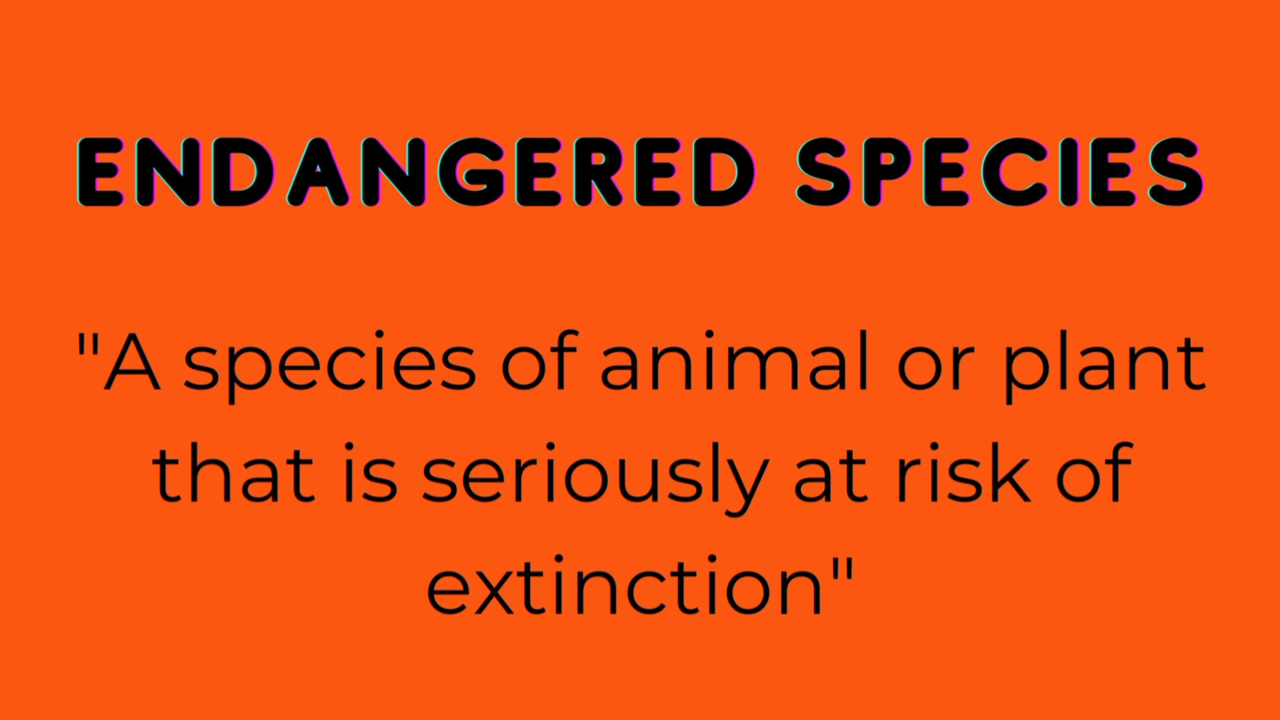 ENDANGERED SPECIES
"A species of animal or plant
that is seriously at risk of
extinction"